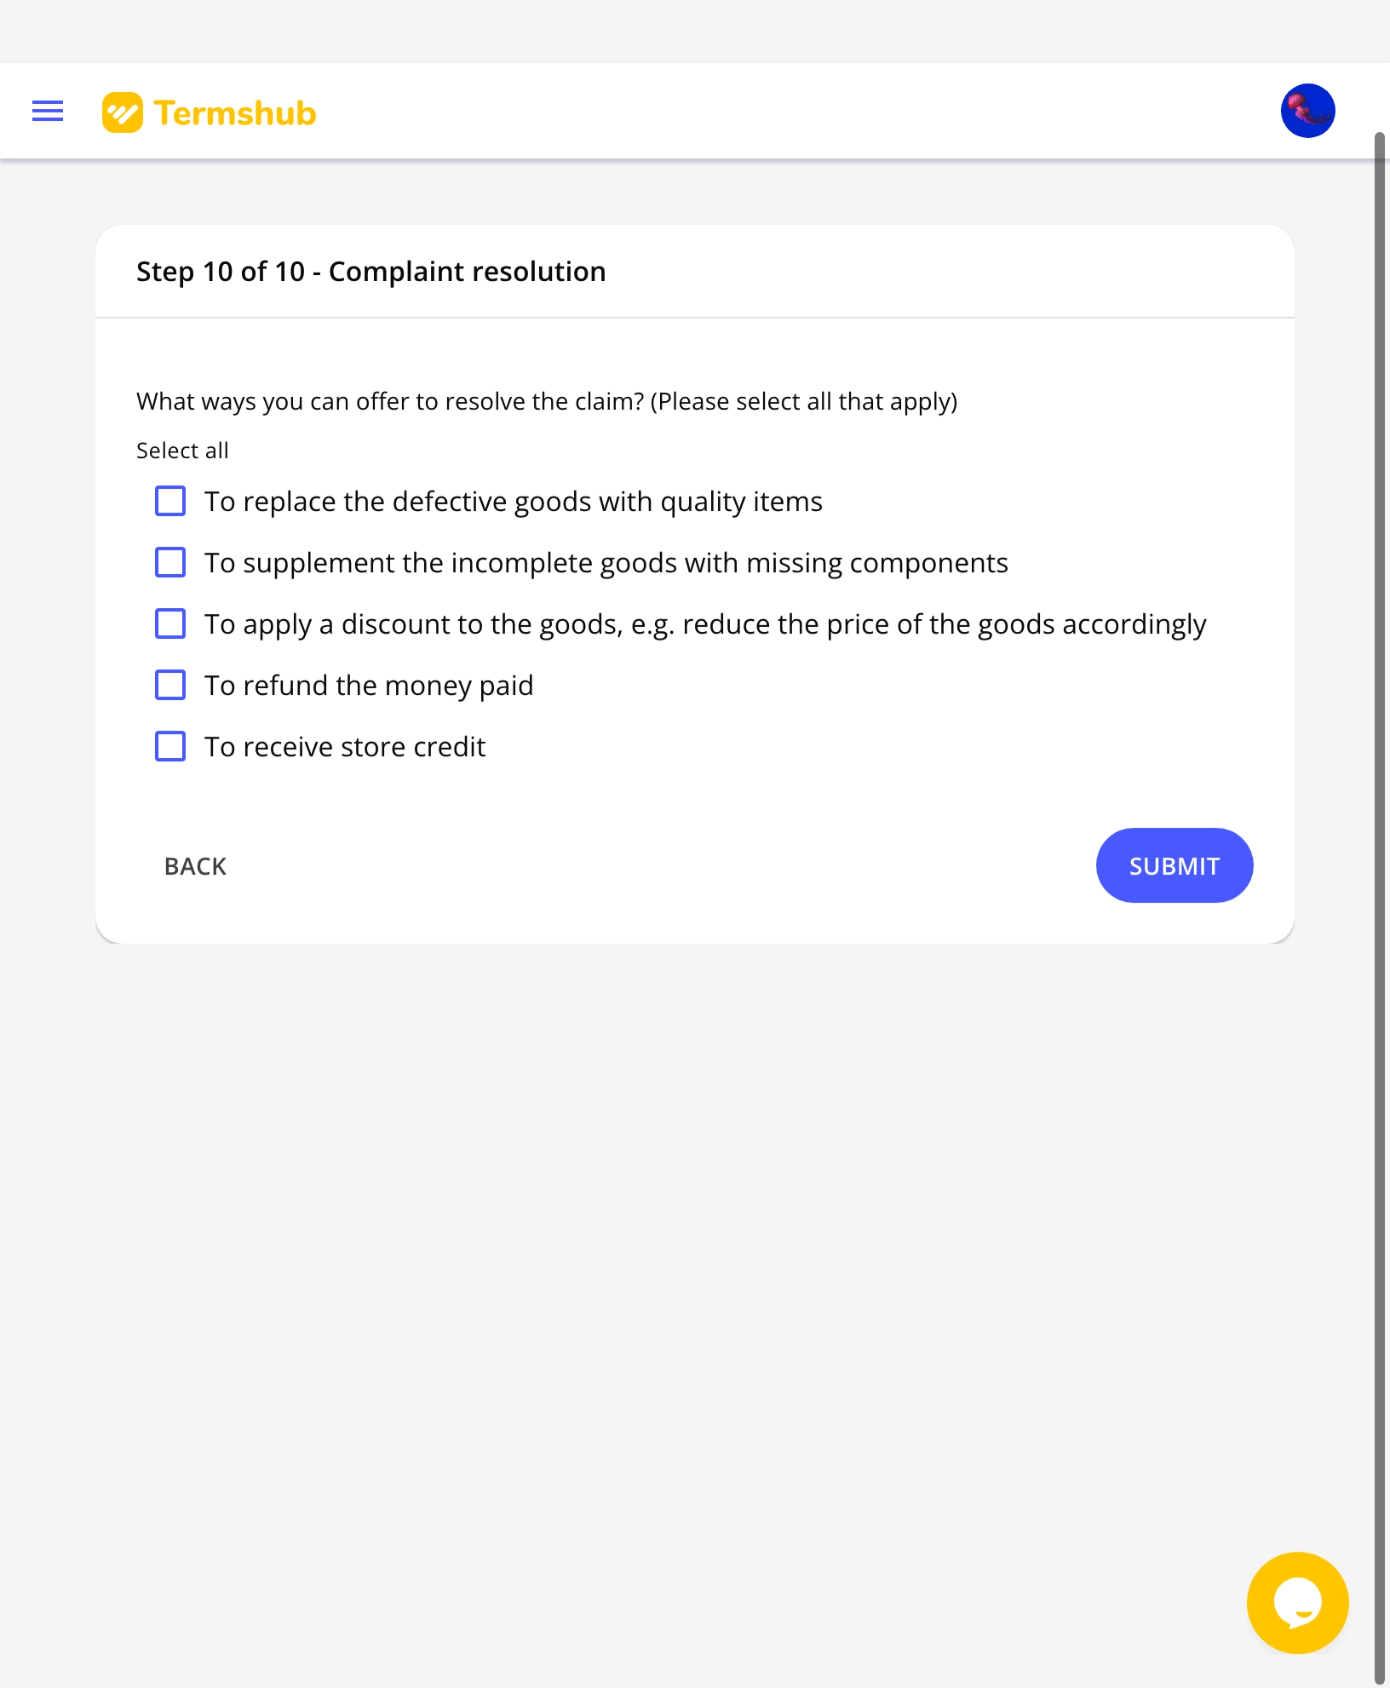 Termshub
Step 10 of 10 - Complaint resolution
What ways you can offer to resolve the claim? (Please select all that apply)
Select all
To replace the defective goods with quality items
To supplement the incomplete goods with missing components
To apply a discount to the goods, e.g. reduce the price of the goods accordingly
To refund the money paid
To receive store credit
BACK
SUBMIT